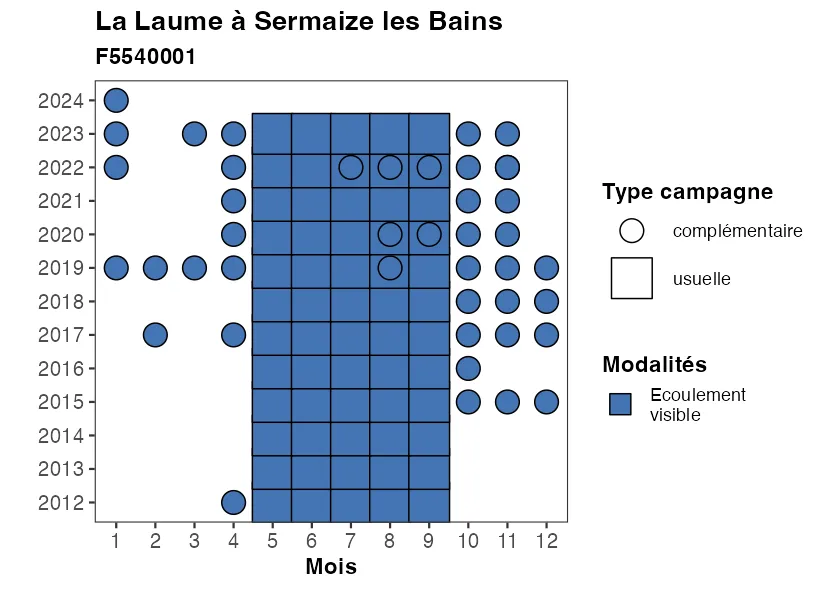 La Laume à Sermaize les Bains
F5540001
2024
2023
2022
2021
2020
2019
2018
2017
2016
2015
2014
2013
2012
1 2 3 4 5 6 7 8 9 10 11 12
Mois
Type campagne
complémentaire
usuelle
Modalités
Ecoulement
visible